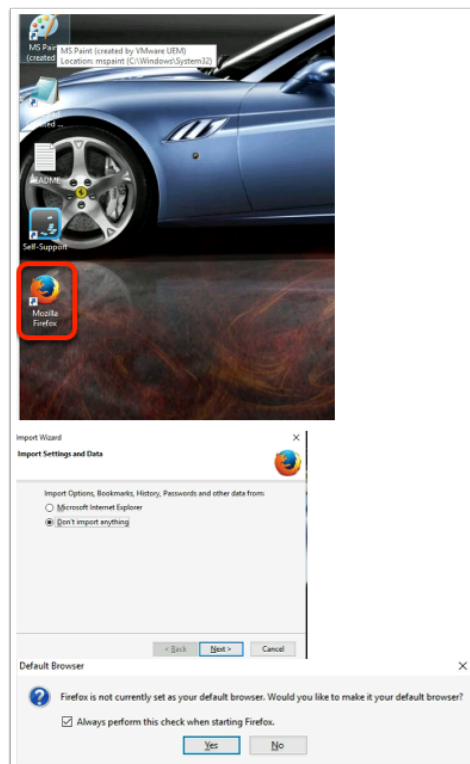 MS Pain
(created
MS Paint (created by VMware UEM)
Location: mspaint (C:\Windows\System32)
ted ...
README
Self-Support
Mozilla
Firefox
Import Wizard
Import Settings and Data
Import Options, Bookmarks, History, Passwords and other data from:
Microsoft Internet Explorer
Don't import anything
< Back Next > Cancel
Default Browser
Firefox is not currently set as your default browser. Would you like to make it your default browser?
Always perform this check when starting Firefox.
Yes No